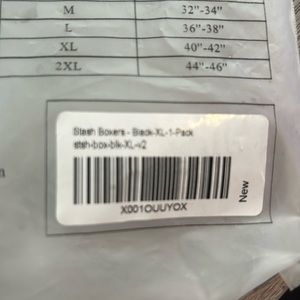 M 32"-34"
L 36"-38"
XL 40"-42"
2XL 44"-46"
Stash Boxers - Black-XL-1-Pack
stsh-box-blk-XL-v2
X001OUUYOX
New